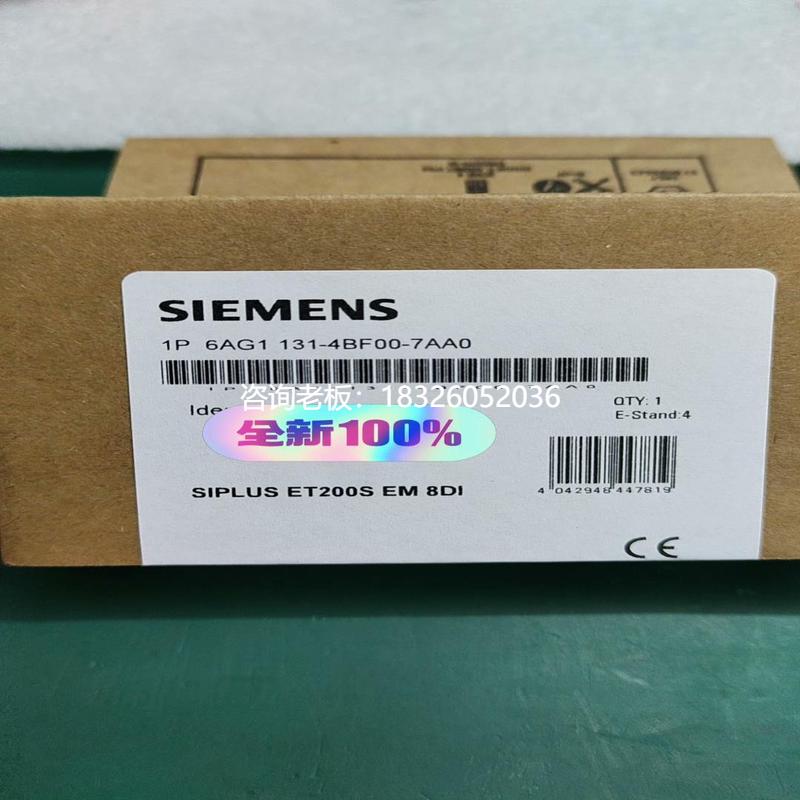 SIEMENS
1P 6AG1 131-4BF00-7AA0
咨询老板：18326052036
QTY: 1
Ide
E-Stand:4
全新100%
SIPLUS ET200S EM 8DI
4 042948 447819
CE